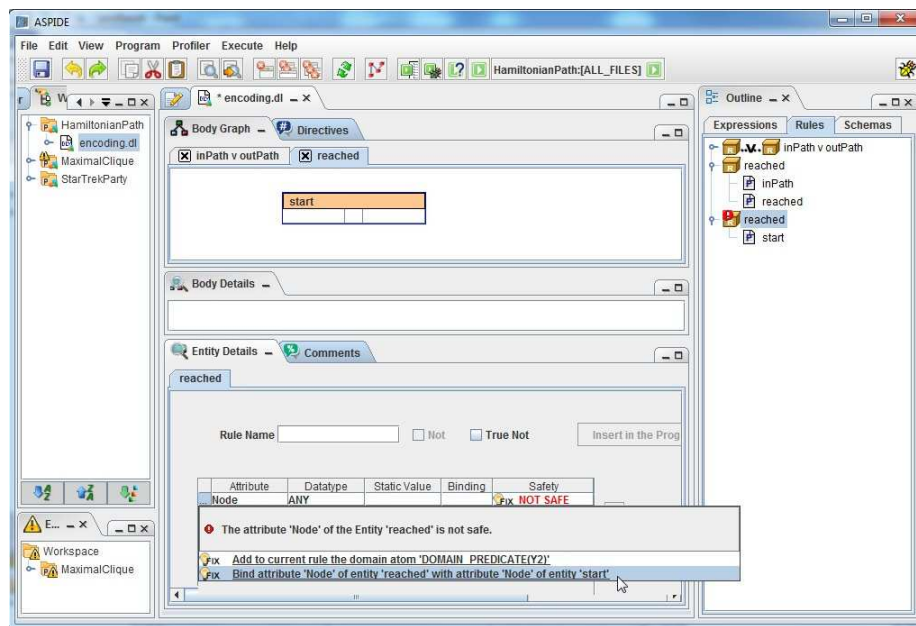 ASPIDE
File Edit View Program Profiler Execute Help
HamiltonianPath:[ALL_FILES]
r W
HamiltonianPath
encoding.dl
MaximalClique
StarTrekParty
E...
Workspace
MaximalClique
* encoding.dl
Body Graph Directives
inPath v outPath reached
start
Body Details
Entity Details Comments
reached
Rule Name Not True Not Insert in the Prog
Attribute Datatype Static Value Binding Safety
... Node ANY FIX NOT SAFE
The attribute 'Node' of the Entity 'reached' is not safe.
FIX Add to current rule the domain atom 'DOMAIN_PREDICATE(Y2)'
FIX Bind attribute 'Node' of entity 'reached' with attribute 'Node' of entity 'start'
Outline
Expressions Rules Schemas
..v.. inPath v outPath
reached
inPath
reached
reached
start